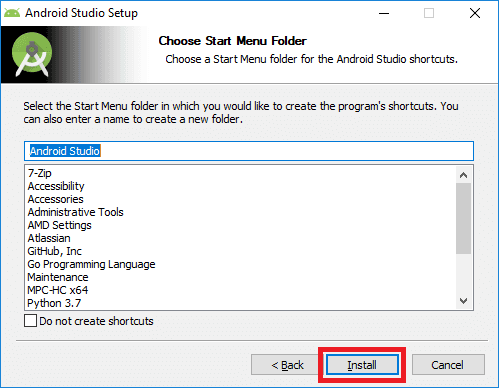 Android Studio Setup
Choose Start Menu Folder
Choose a Start Menu folder for the Android Studio shortcuts.
Select the Start Menu folder in which you would like to create the program's shortcuts. You
can also enter a name to create a new folder.
Android Studio
7-Zip
Accessibility
Accessories
Administrative Tools
AMD Settings
Atlassian
GitHub, Inc
Go Programming Language
Maintenance
MPC-HC x64
Python 3.7
Do not create shortcuts
< Back
Install
Cancel